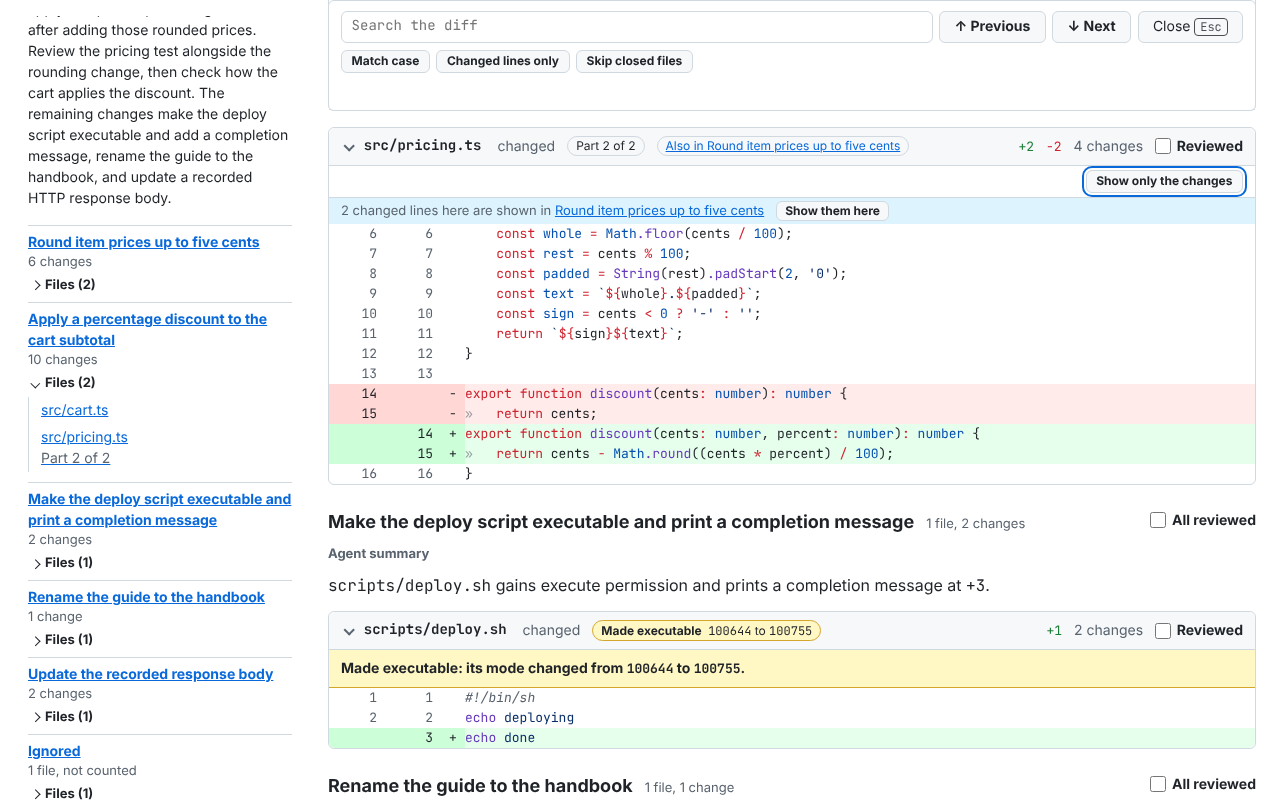 after adding those rounded prices.
Review the pricing test alongside the
rounding change, then check how the
cart applies the discount. The
remaining changes make the deploy
script executable and add a completion
message, rename the guide to the
handbook, and update a recorded
HTTP response body.
Round item prices up to five cents
6 changes
Files (2)
Apply a percentage discount to the
cart subtotal
10 changes
Files (2)
src/cart.ts
src/pricing.ts
Part 2 of 2
Make the deploy script executable and
print a completion message
2 changes
Files (1)
Rename the guide to the handbook
1 change
Files (1)
Update the recorded response body
2 changes
Files (1)
Ignored
1 file, not counted
Files (1)
Search the diff ↑ Previous ↓ Next Close Esc
Match case Changed lines only Skip closed files
src/pricing.ts changed Part 2 of 2 Also in Round item prices up to five cents +2 -2 4 changes Reviewed
Show only the changes
2 changed lines here are shown in Round item prices up to five cents Show them here
6 6 const whole = Math.floor(cents / 100);
7 7 const rest = cents % 100;
8 8 const padded = String(rest).padStart(2, '0');
9 9 const text = `${whole}.${padded}`;
10 10 const sign = cents < 0 ? '-' : '';
11 11 return `${sign}${text}`;
12 12 }
13 13
14 - export function discount(cents: number): number {
15 - » return cents;
14 + export function discount(cents: number, percent: number): number {
15 + » return cents - Math.round((cents * percent) / 100);
16 16 }
Make the deploy script executable and print a completion message 1 file, 2 changes All reviewed
Agent summary
scripts/deploy.sh gains execute permission and prints a completion message at +3.
scripts/deploy.sh changed Made executable 100644 to 100755 +1 2 changes Reviewed
Made executable: its mode changed from 100644 to 100755.
1 1 #!/bin/sh
2 2 echo deploying
3 + echo done
Rename the guide to the handbook 1 file, 1 change All reviewed